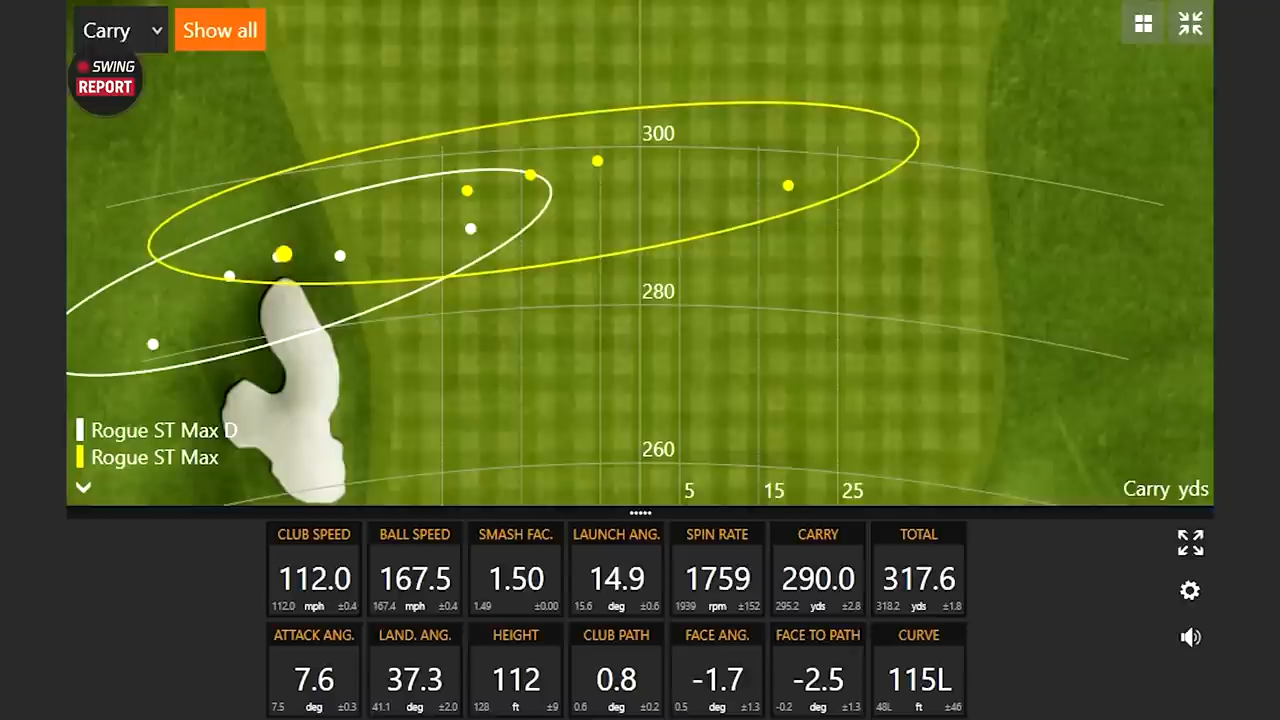 Carry
Show all
SWING
REPORT
300
280
260
5 15 25
Rogue ST Max D
Rogue ST Max
Carry yds
CLUB SPEED BALL SPEED SMASH FAC. LAUNCH ANG. SPIN RATE CARRY TOTAL
112.0 167.5 1.50 14.9 1759 290.0 317.6
112.0 mph ±0.4 167.4 mph ±0.4 1.49 ±0.00 15.6 deg ±0.6 1939 rpm ±152 295.2 yds ±2.8 318.2 yds ±1.8
ATTACK ANG. LAND. ANG. HEIGHT CLUB PATH FACE ANG. FACE TO PATH CURVE
7.6 37.3 112 0.8 -1.7 -2.5 115L
7.5 deg ±0.3 41.1 deg ±2.0 128 ft ±9 0.6 deg ±0.2 0.5 deg ±1.3 -0.2 deg ±1.3 48L ft ±46